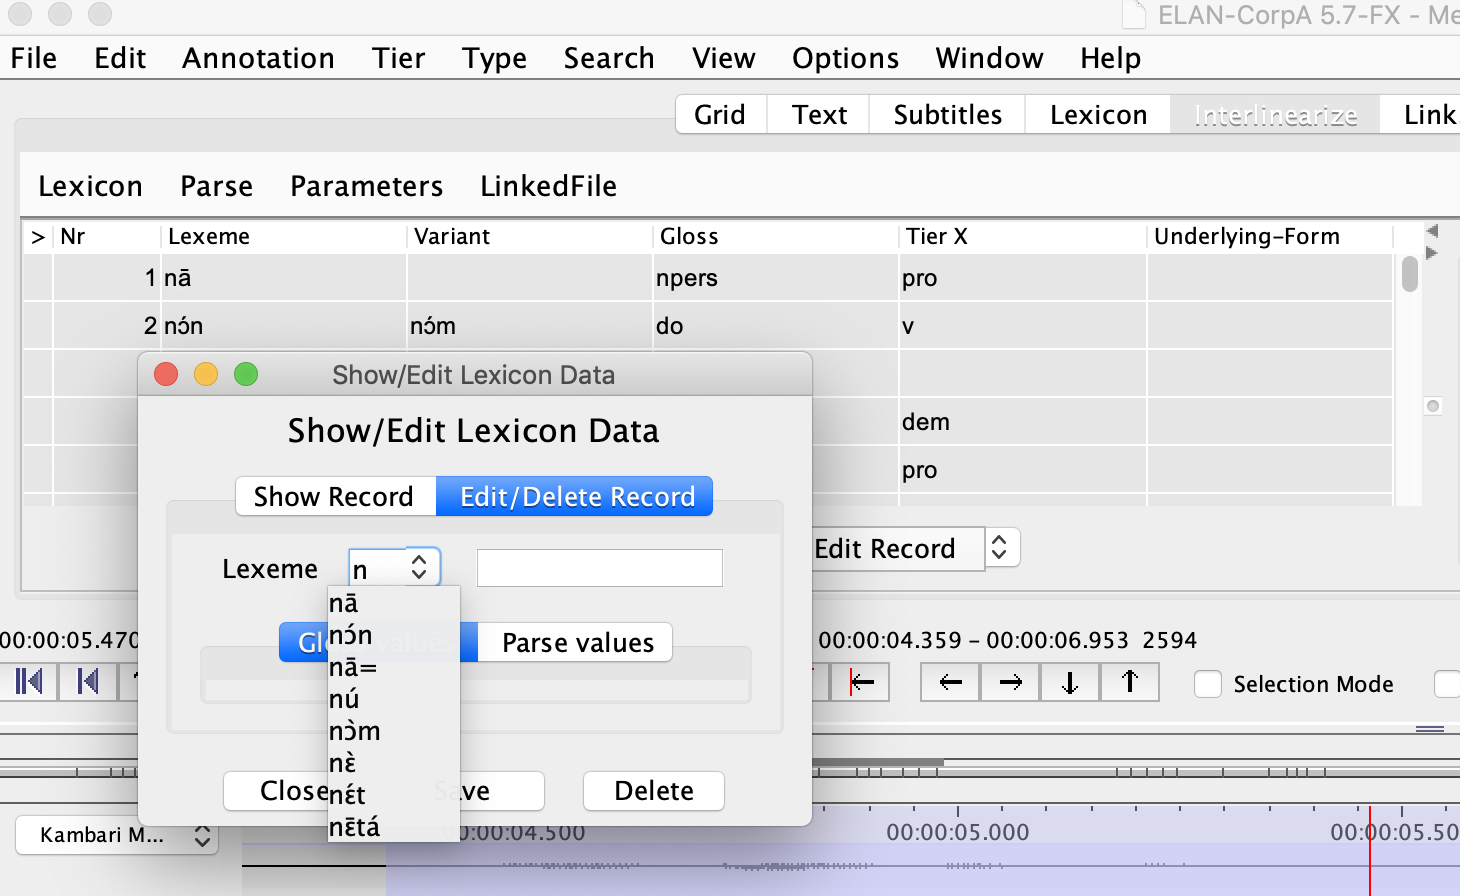 ELAN-CorpA 5.7-FX - Me
File Edit Annotation Tier Type Search View Options Window Help
Grid Text Subtitles Lexicon Interlinearize Link
Lexicon Parse Parameters LinkedFile
> Nr Lexeme Variant Gloss Tier X Underlying-Form
1 nā npers pro
2 nɔ́n nɔ́m do v
dem
pro
Show/Edit Lexicon Data
Show/Edit Lexicon Data
Show Record Edit/Delete Record
Lexeme n
Edit Record
nā
nɔ́n
nā=
nú
nɔ̀m
nɛ̀
nɛ́t
nɛ̄tá
Gloss Values Parse values
Close Save Delete
00:00:05.470
00:00:04.359 – 00:00:06.953 2594
Selection Mode
Kambari M...
00:00:04.500 00:00:05.000 00:00:05.50